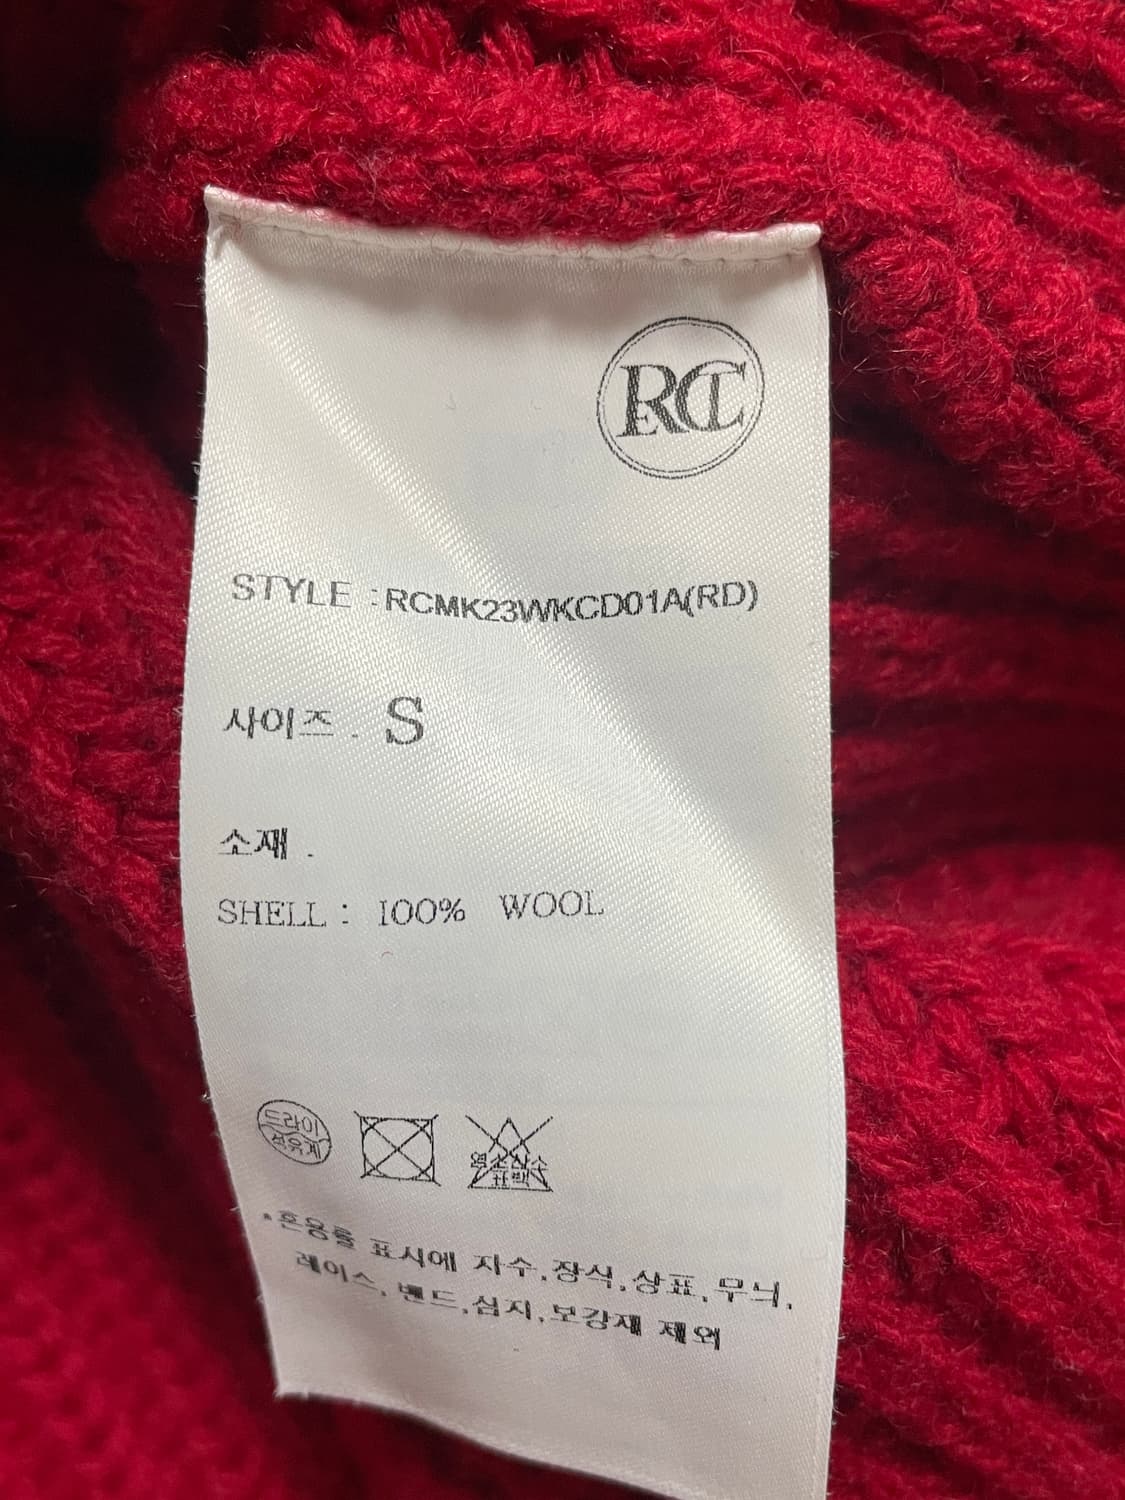 RECT
STYLE : RCMK23WKCD01A(RD)
사이즈 . S
소재 .
SHELL : 100% WOOL
드라이
석유계
염소산소
표백
*혼용률 표시에 자수,장식,상표,무늬,
레이스,밴드,심지,보강재 제외